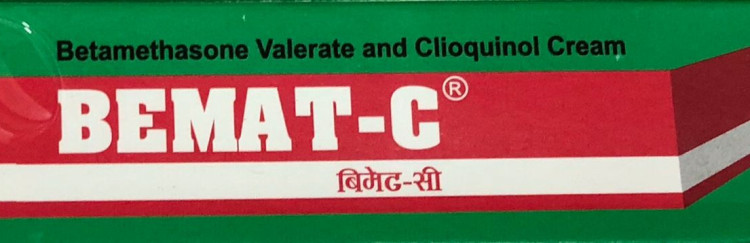 Betamethasone Valerate and Clioquinol Cream
BEMAT-C®
बिमेट-सी